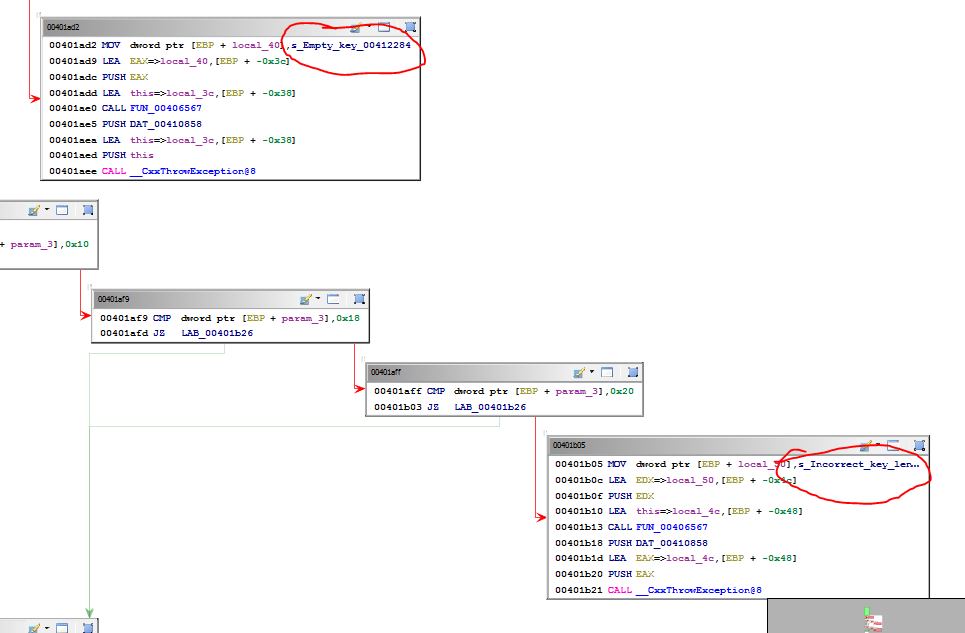 00401ad2
00401ad2 MOV dword ptr [EBP + local_40],s_Empty_key_00412284
00401ad9 LEA EAX=>local_40,[EBP + -0x3c]
00401adc PUSH EAX
00401add LEA this=>local_3c,[EBP + -0x38]
00401ae0 CALL FUN_00406567
00401ae5 PUSH DAT_00410858
00401aea LEA this=>local_3c,[EBP + -0x38]
00401aed PUSH this
00401aee CALL __CxxThrowException@8
+ param_3],0x10
00401af9
00401af9 CMP dword ptr [EBP + param_3],0x18
00401afd JZ LAB_00401b26
00401aff
00401aff CMP dword ptr [EBP + param_3],0x20
00401b03 JZ LAB_00401b26
00401b05
00401b05 MOV dword ptr [EBP + local_50],s_Incorrect_key_len...
00401b0c LEA EDX=>local_50,[EBP + -0x4c]
00401b0f PUSH EDX
00401b10 LEA this=>local_4c,[EBP + -0x48]
00401b13 CALL FUN_00406567
00401b18 PUSH DAT_00410858
00401b1d LEA EAX=>local_4c,[EBP + -0x48]
00401b20 PUSH EAX
00401b21 CALL __CxxThrowException@8